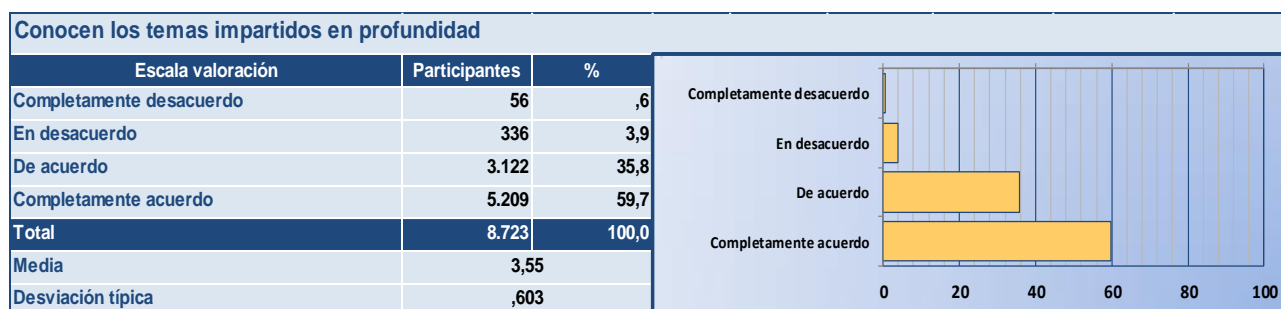 Conocen los temas impartidos en profundidad
Escala valoración Participantes %
Completamente desacuerdo 56 ,6
En desacuerdo 336 3,9
De acuerdo 3.122 35,8
Completamente acuerdo 5.209 59,7
Total 8.723 100,0
Media 3,55
Desviación típica ,603
Completamente desacuerdo
En desacuerdo
De acuerdo
Completamente acuerdo
0 20 40 60 80 100